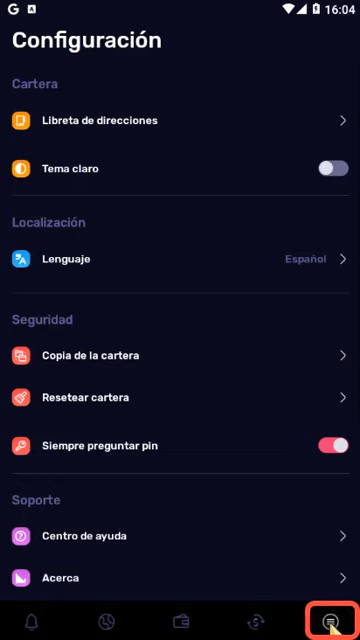 G A 16:04
Configuración
Cartera
Libreta de direcciones
Tema claro
Localización
Lenguaje Español
Seguridad
Copia de la cartera
Resetear cartera
Siempre preguntar pin
Soporte
Centro de ayuda
Acerca